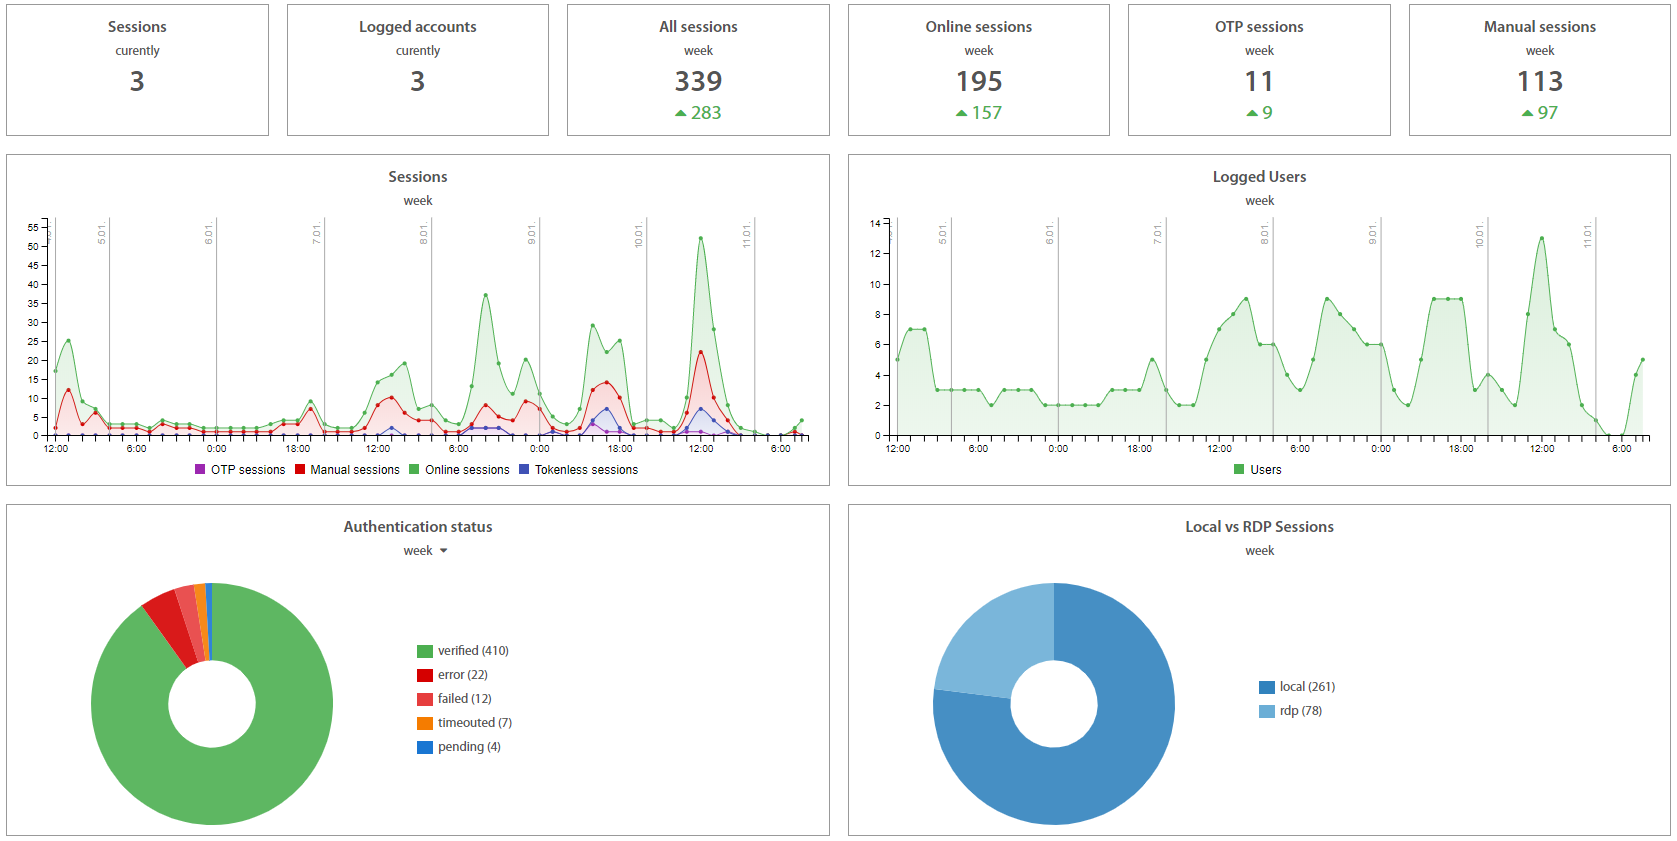 Sessions
curently
3
Logged accounts
curently
3
All sessions
week
339
283
Online sessions
week
195
157
OTP sessions
week
11
9
Manual sessions
week
113
97
Sessions
week
55
50
45
40
35
30
25
20
15
10
5
0
5.01.
6.01.
7.01.
8.01.
9.01.
10.01.
11.01.
12:00
6:00
0:00
18:00
12:00
6:00
0:00
18:00
12:00
6:00
OTP sessions
Manual sessions
Online sessions
Tokenless sessions
Logged Users
week
14
12
10
8
6
4
2
0
5.01.
6.01.
7.01.
8.01.
9.01.
10.01.
11.01.
12:00
6:00
0:00
18:00
12:00
6:00
0:00
18:00
12:00
6:00
Users
Authentication status
week
verified (410)
error (22)
failed (12)
timeouted (7)
pending (4)
Local vs RDP Sessions
week
local (261)
rdp (78)